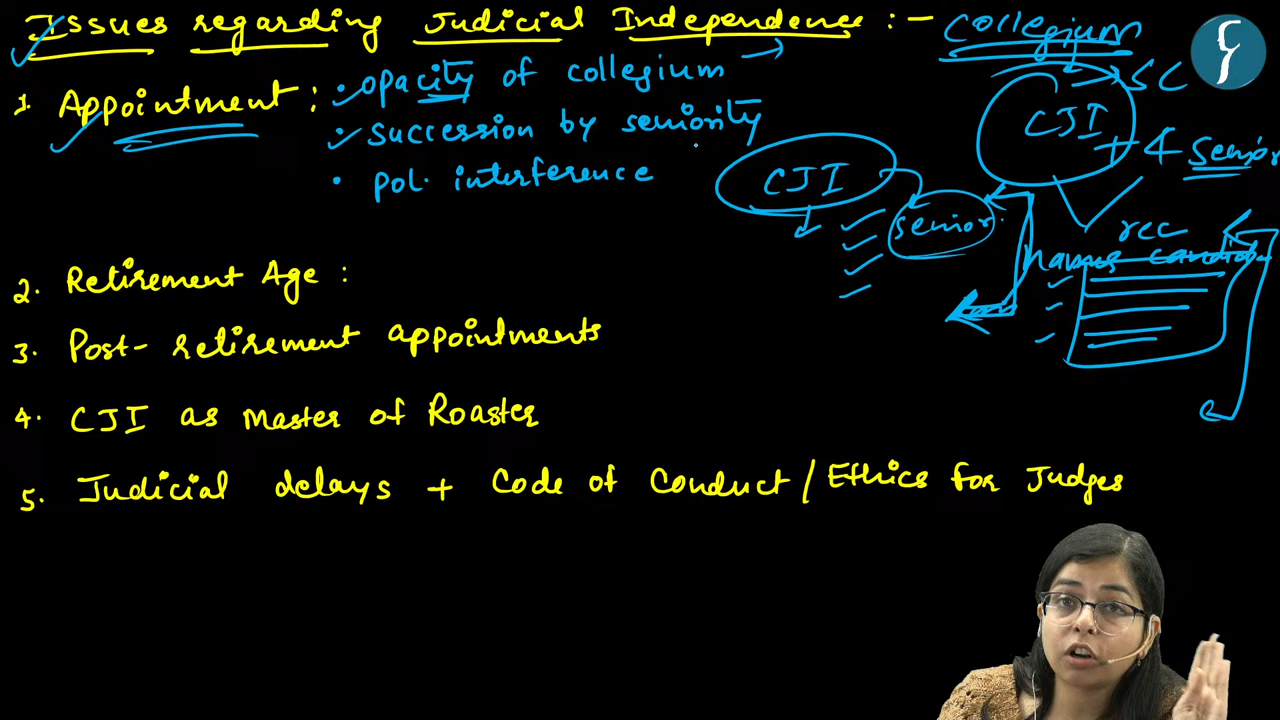 Issues regarding Judicial Independence : -
Collegium
1. Appointment :
• opacity of collegium →
• succession by seniority
• pol. interference
CJI
senior
→ SC
CJI
+ 4 senior
rec
names
2. Retirement Age :
3. Post- retirement appointments
4. CJI as Master of Roaster
5. Judicial delays + Code of Conduct / Ethics for Judges